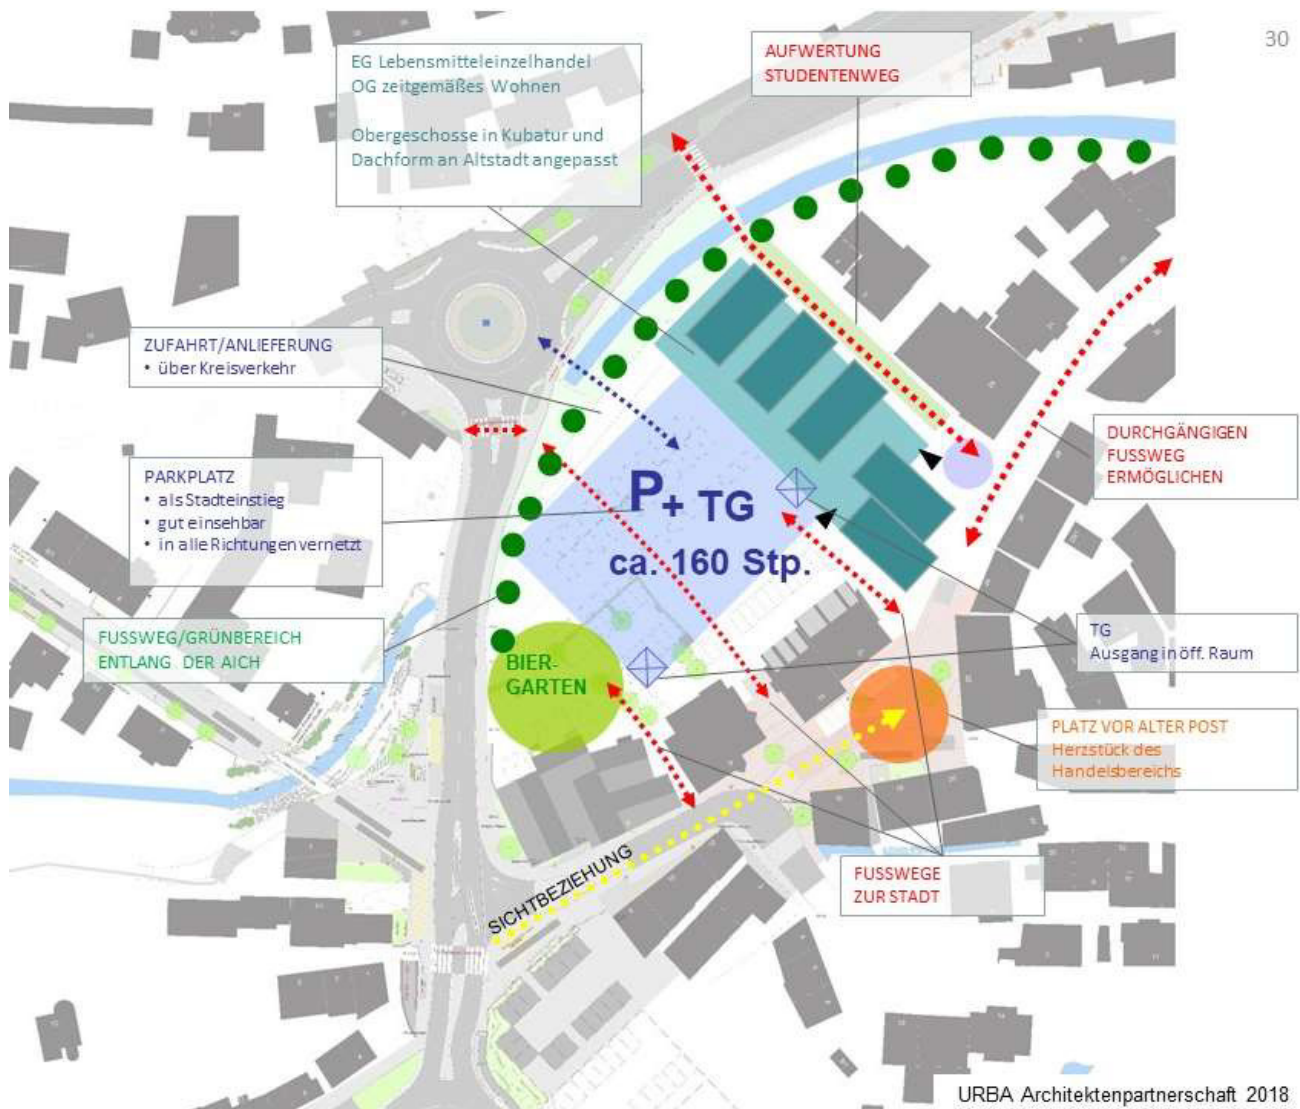 30
EG Lebensmitteleinzelhandel
OG zeitgemäßes Wohnen
Obergeschosse in Kubatur und
Dachform an Altstadt angepasst
AUFWERTUNG
STUDENTENWEG
ZUFAHRT/ANLIEFERUNG
• über Kreisverkehr
PARKPLATZ
• als Stadteinstieg
• gut einsehbar
• in alle Richtungen vernetzt
DURCHGÄNGIGEN
FUSSWEG
ERMÖGLICHEN
P+ TG
ca. 160 Stp.
FUSSWEG/GRÜNBEREICH
ENTLANG DER AICH
BIER-
GARTEN
TG
Ausgang in öff. Raum
PLATZ VOR ALTER POST
Herzstück des
Handelsbereichs
SICHTBEZIEHUNG
FUSSWEGE
ZUR STADT
URBA Architektenpartnerschaft 2018